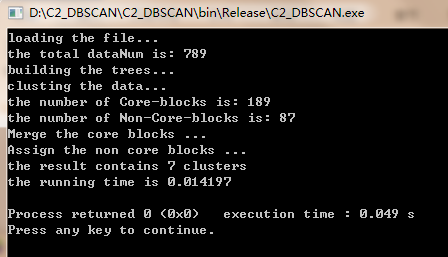 D:\C2_DBSCAN\C2_DBSCAN\bin\Release\C2_DBSCAN.exe
loading the file...
the total dataNum is: 789
building the trees...
clusting the data...
the number of Core-blocks is: 189
the number of Non-Core-blocks is: 87
Merge the core blocks ...
Assign the non core blocks ...
the result contains 7 clusters
the running time is 0.014197

Process returned 0 (0x0)   execution time : 0.049 s
Press any key to continue.